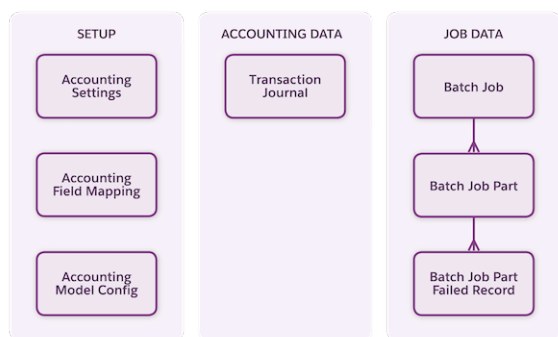 SETUP
Accounting
Settings
Accounting
Field Mapping
Accounting
Model Config
ACCOUNTING DATA
Transaction
Journal
JOB DATA
Batch Job
Batch Job Part
Batch Job Part
Failed Record